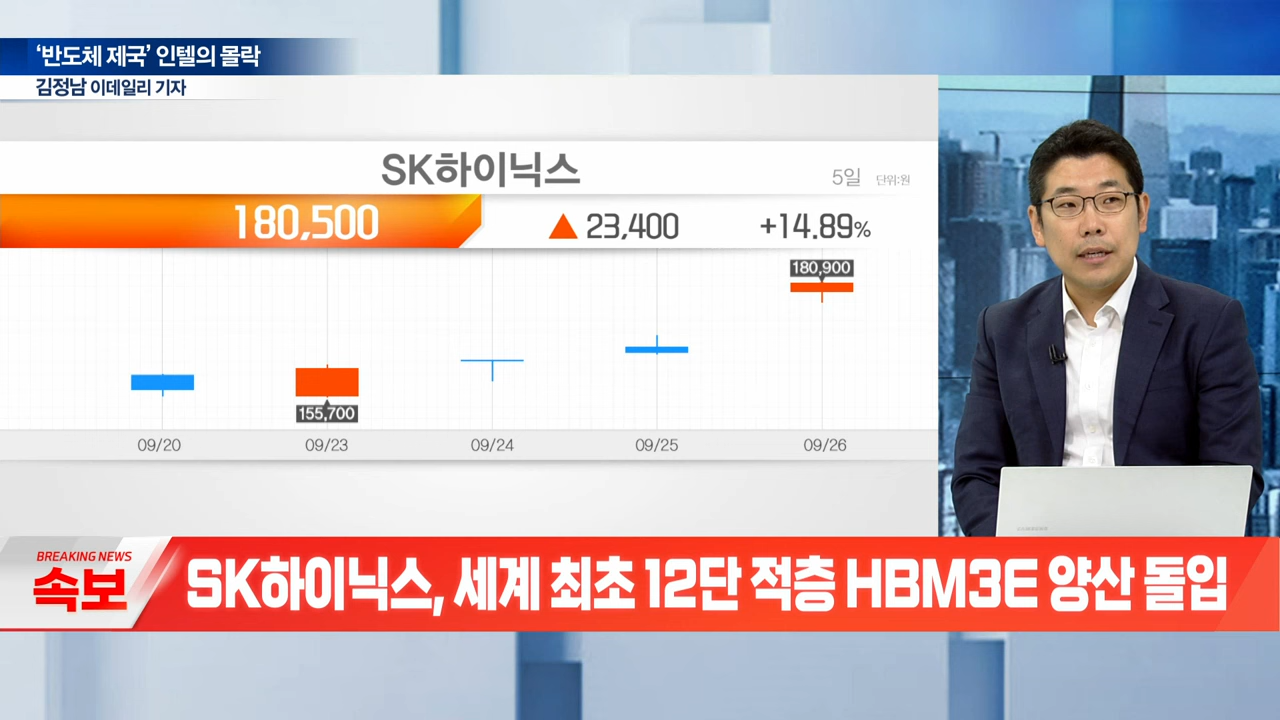 ‘반도체 제국’ 인텔의 몰락
김정남 이데일리 기자
SK하이닉스
5일 단위:원
180,500 ▲ 23,400 +14.89%
180,900
155,700
09/20 09/23 09/24 09/25 09/26
BREAKING NEWS
속보
SK하이닉스, 세계 최초 12단 적층 HBM3E 양산 돌입
SAMSUNG